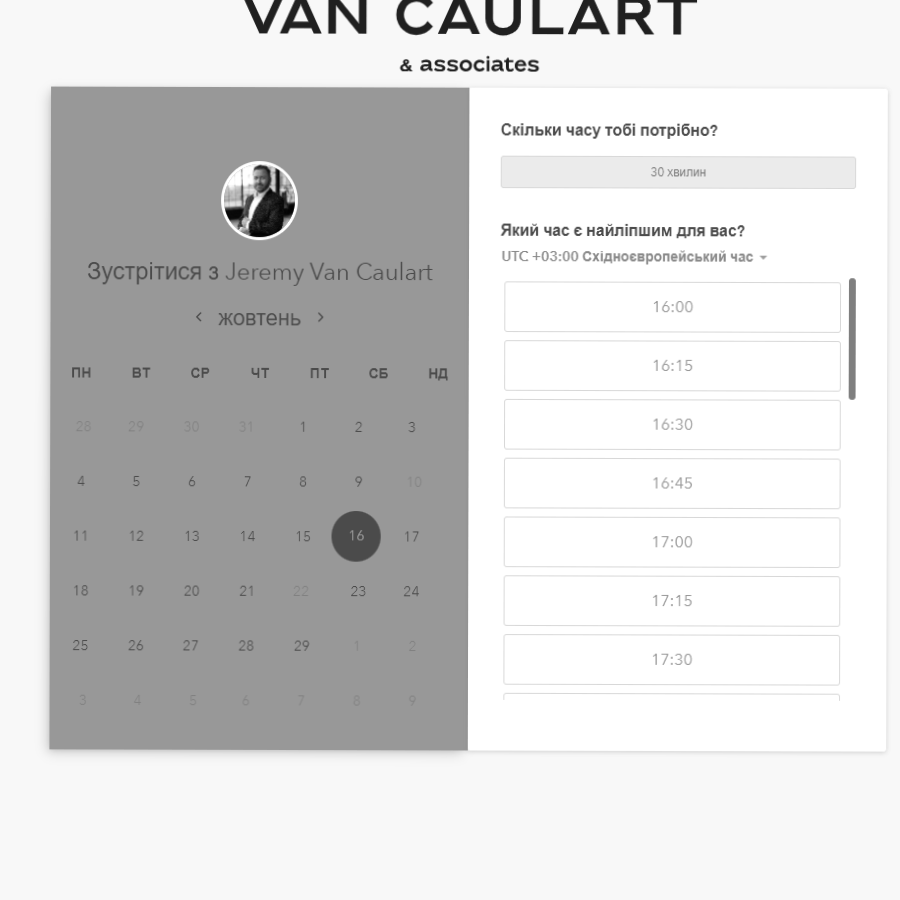 VAN CAULART
& associates
Зустрітися з Jeremy Van Caulart
‹ жовтень ›
ПН ВТ СР ЧТ ПТ СБ НД
28 29 30 31 1 2 3
4 5 6 7 8 9 10
11 12 13 14 15 16 17
18 19 20 21 22 23 24
25 26 27 28 29 1 2
3 4 5 6 7 8 9
Скільки часу тобі потрібно?
30 хвилин
Який час є найліпшим для вас?
UTC +03:00 Східноєвропейський час
16:00
16:15
16:30
16:45
17:00
17:15
17:30